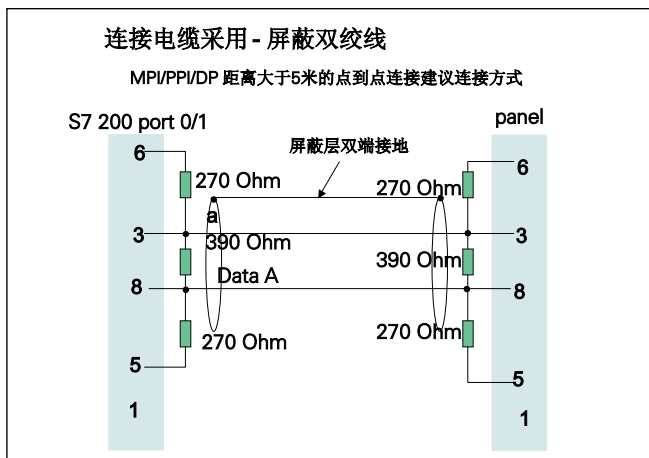 连接电缆采用-屏蔽双绞线
MPI/PPI/DP 距离大于5米的点到点连接建议连接方式
S7 200 port 0/1
panel
屏蔽层双端接地
6
6
270 Ohm
270 Ohm
a
3
3
390 Ohm
390 Ohm
Data A
8
8
270 Ohm
270 Ohm
5
5
1
1